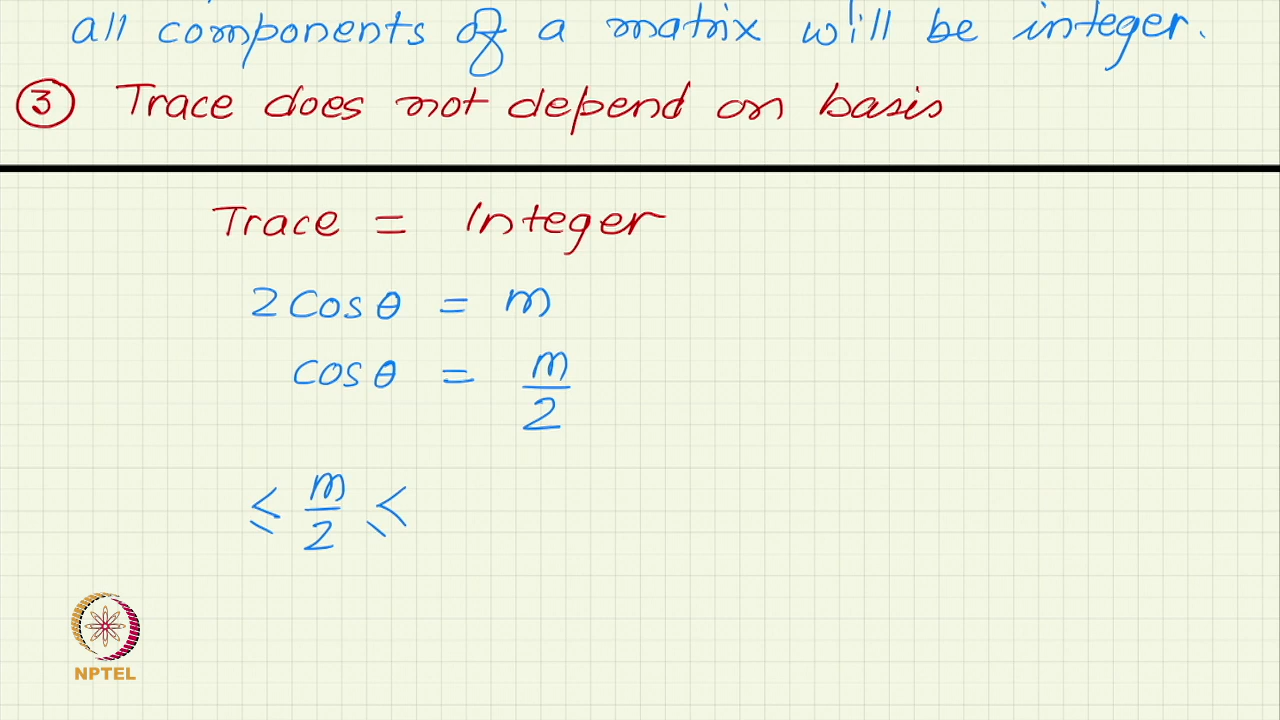 all components of a matrix will be integer.
③ Trace does not depend on basis
Trace = Integer
2 Cos θ = m
cos θ = m/2
≤ m/2 ≤
NPTEL